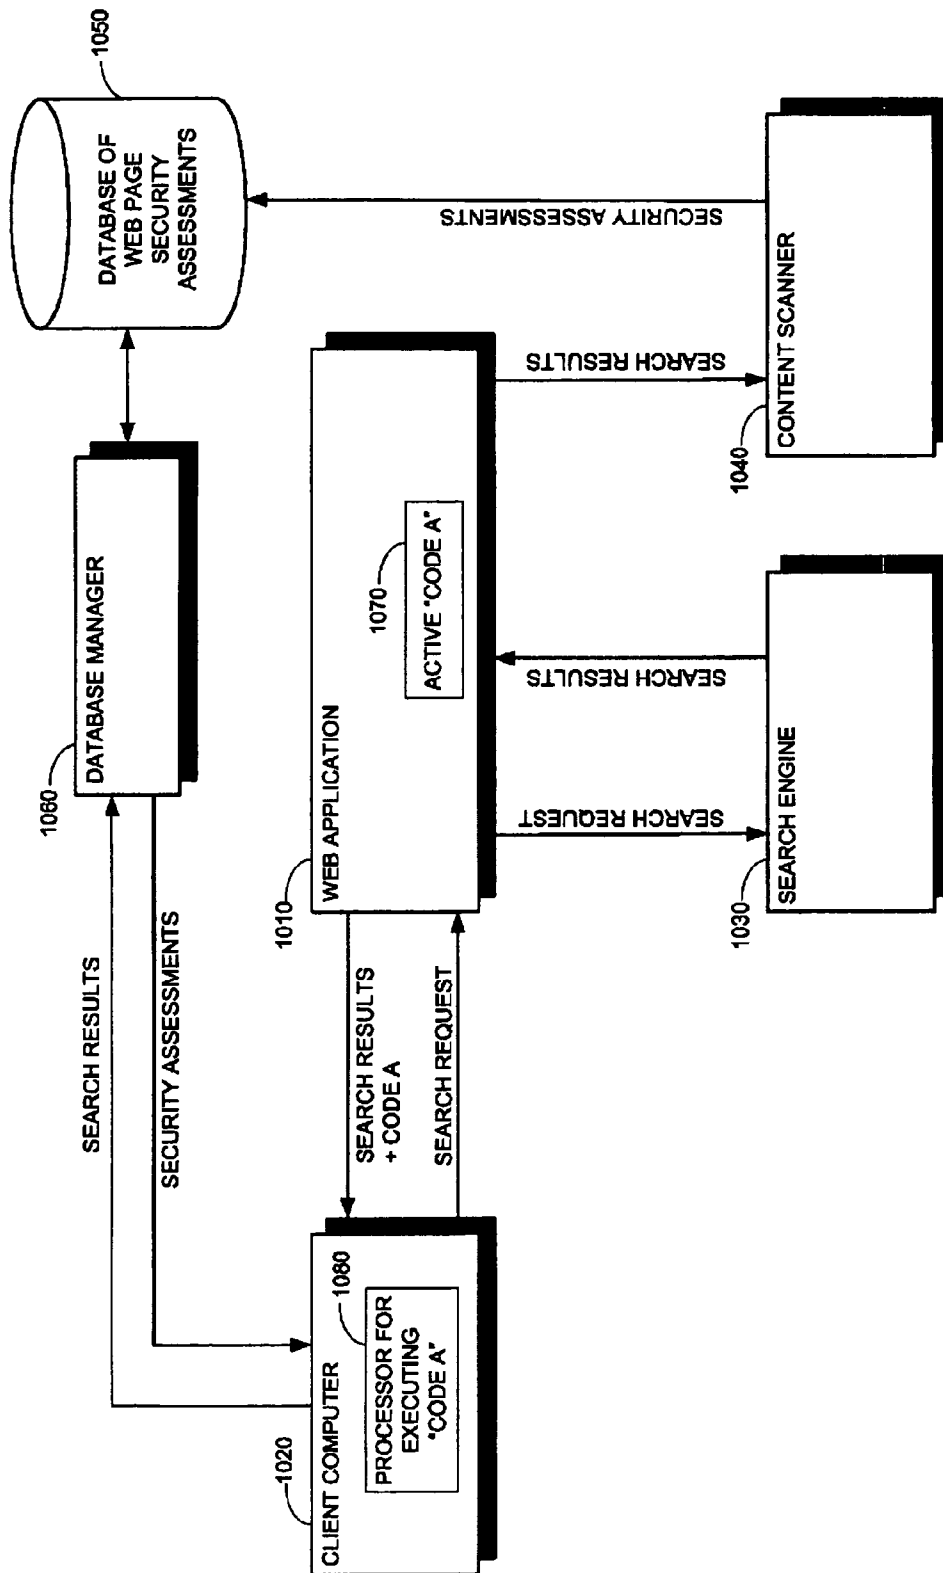 1060
DATABASE MANAGER
1050
DATABASE OF
WEB PAGE
SECURITY
ASSESSMENTS
SEARCH RESULTS
SECURITY ASSESSMENTS
1020
CLIENT COMPUTER
1080
PROCESSOR FOR
EXECUTING
"CODE A"
SEARCH RESULTS
+ CODE A
SEARCH REQUEST
1010
WEB APPLICATION
1070
ACTIVE "CODE A"
SEARCH REQUEST
SEARCH RESULTS
SEARCH RESULTS
SECURITY ASSESSMENTS
1030
SEARCH ENGINE
1040
CONTENT SCANNER